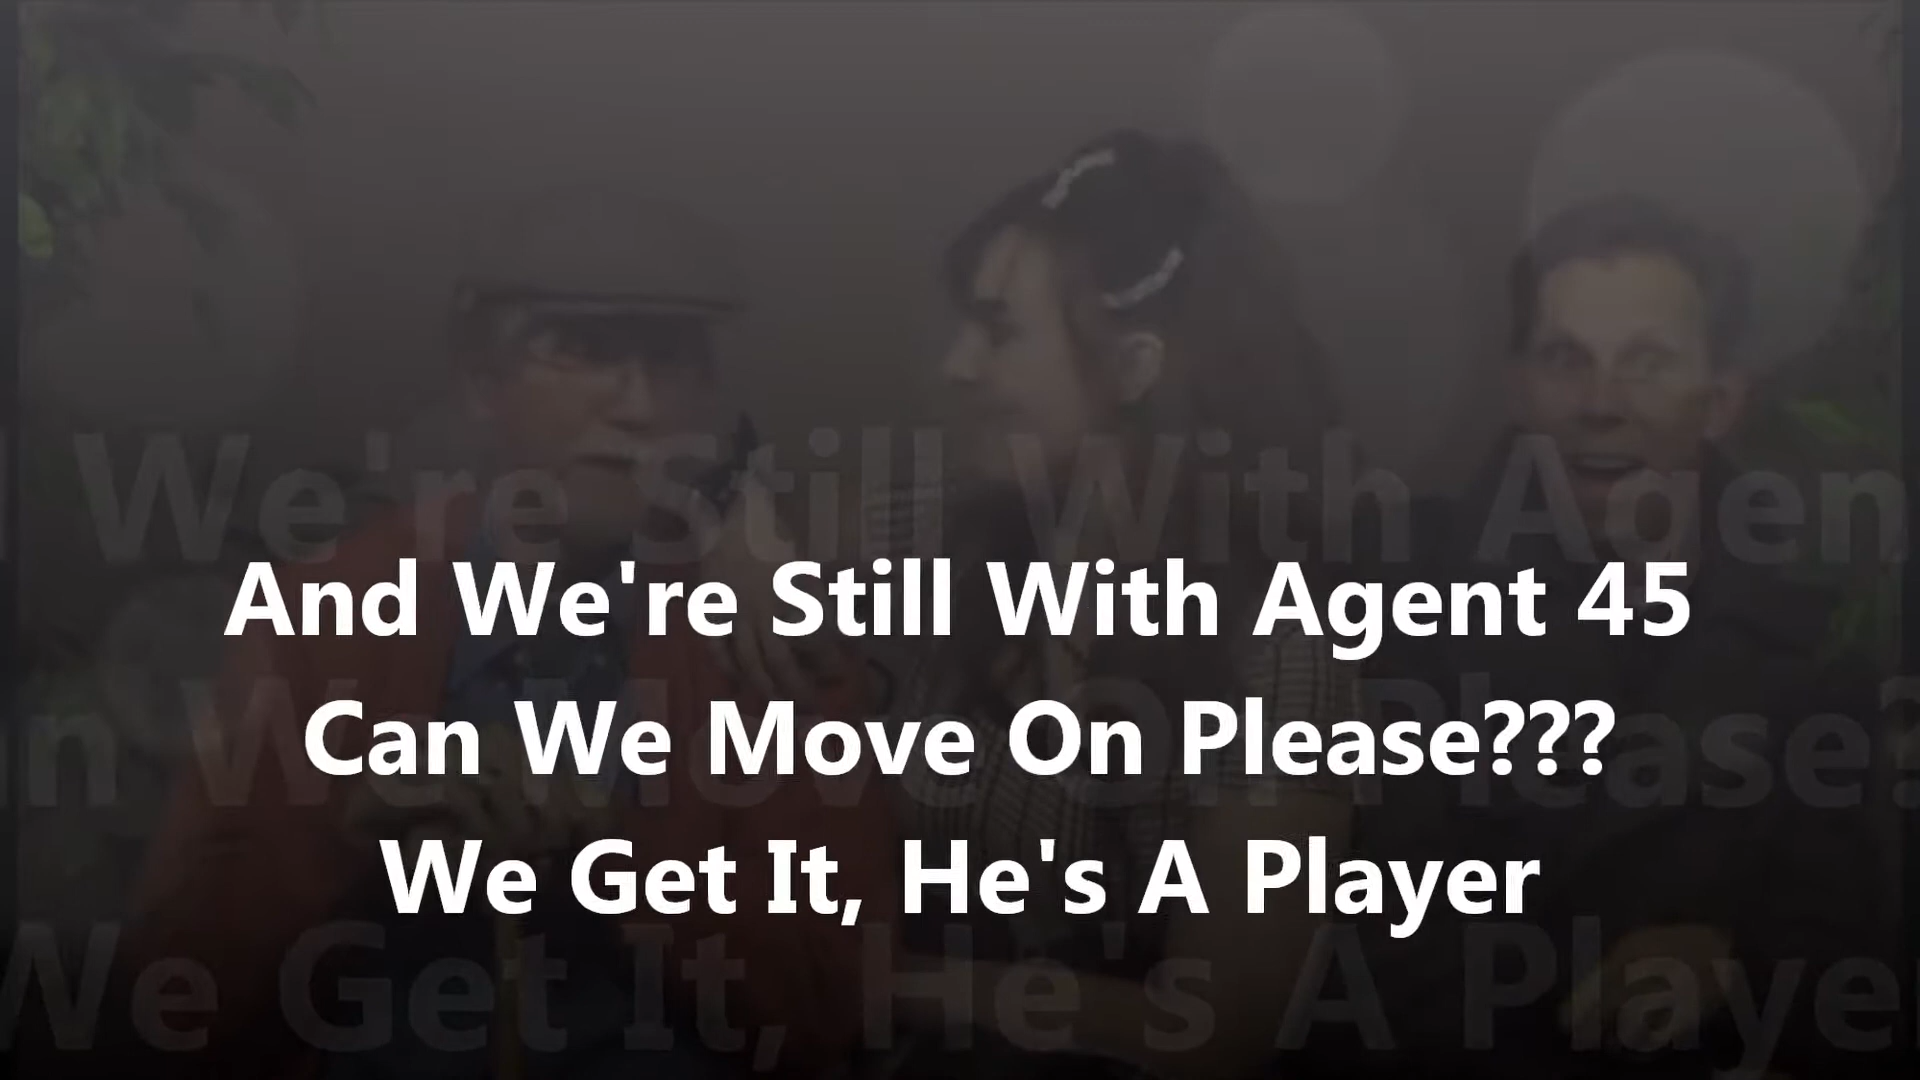 And We're Still With Agent 45
Can We Move On Please???
We Get It, He's A Player